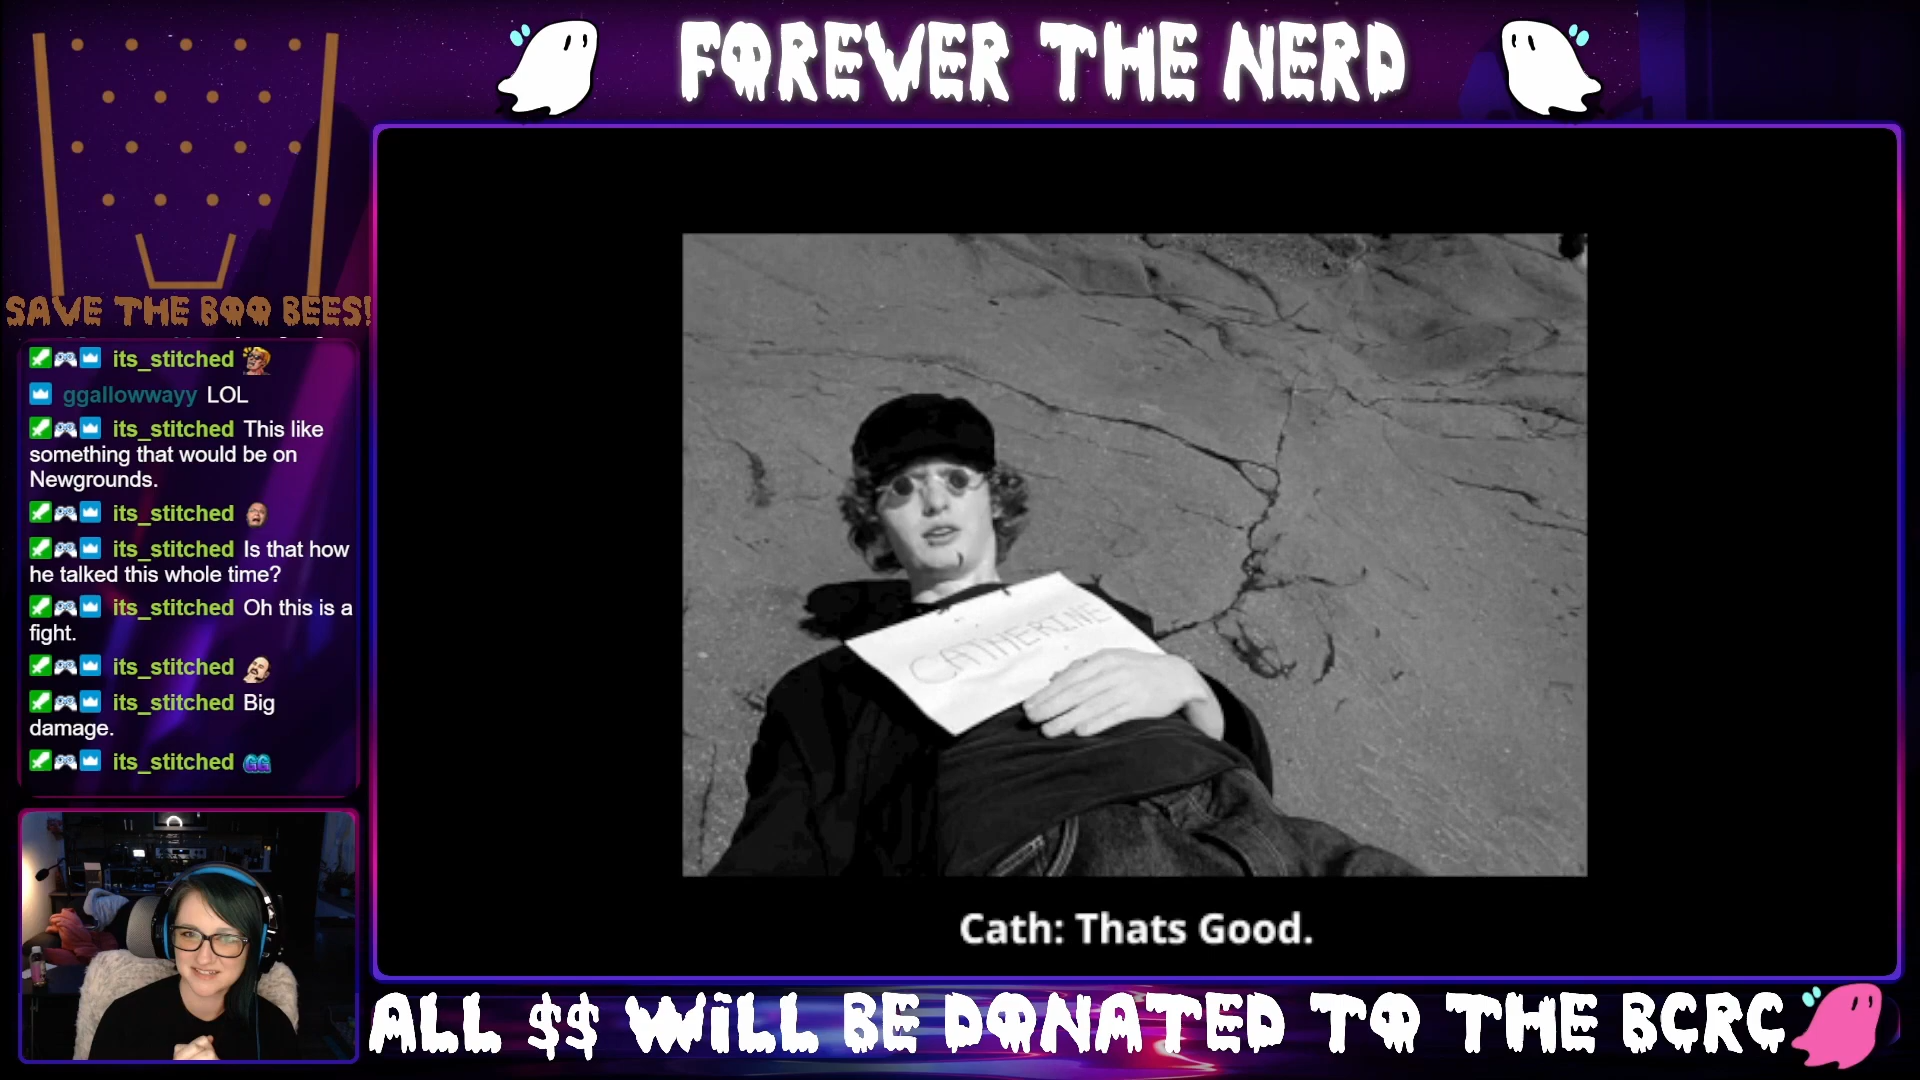 FOREVER THE NERD
SAVE THE BOO BEES!
its_stitched
ggallowwayy LOL
its_stitched This like
something that would be on
Newgrounds.
its_stitched
its_stitched Is that how
he talked this whole time?
its_stitched Oh this is a
fight.
its_stitched
its_stitched Big
damage.
its_stitched GG
CATHERINE
Cath: Thats Good.
ALL $$ WILL BE DONATED TO THE BCRC